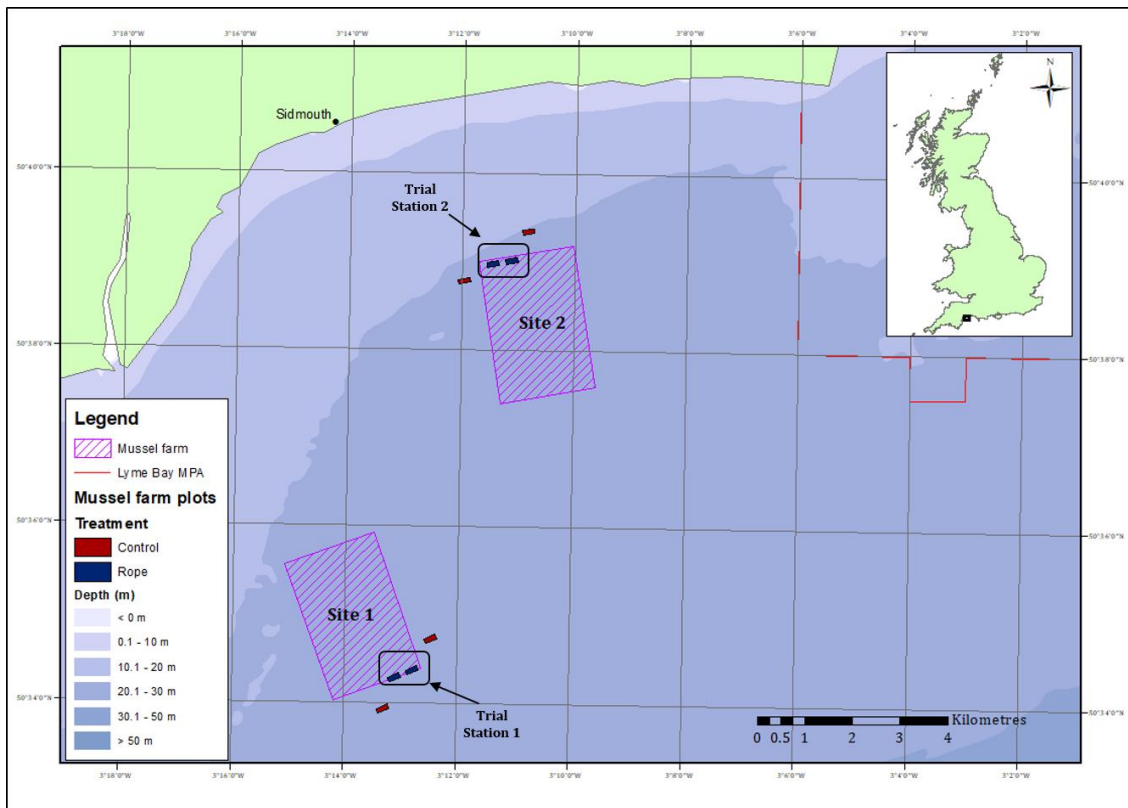 3°18'0"W 3°16'0"W 3°14'0"W 3°12'0"W 3°10'0"W 3°8'0"W 3°6'0"W 3°4'0"W 3°2'0"W
N
Sidmouth
50°40'0"N
50°40'0"N
Trial
Station 2
Site 2
50°38'0"N
50°38'0"N
Legend
Mussel farm
Lyme Bay MPA
Mussel farm plots
Treatment
Control
Rope
Depth (m)
< 0 m
0.1 - 10 m
10.1 - 20 m
20.1 - 30 m
30.1 - 50 m
> 50 m
50°36'0"N
50°36'0"N
Site 1
50°34'0"N
50°34'0"N
Trial
Station 1
Kilometres
0 0.5 1 2 3 4
3°18'0"W 3°16'0"W 3°14'0"W 3°12'0"W 3°10'0"W 3°8'0"W 3°6'0"W 3°4'0"W 3°2'0"W